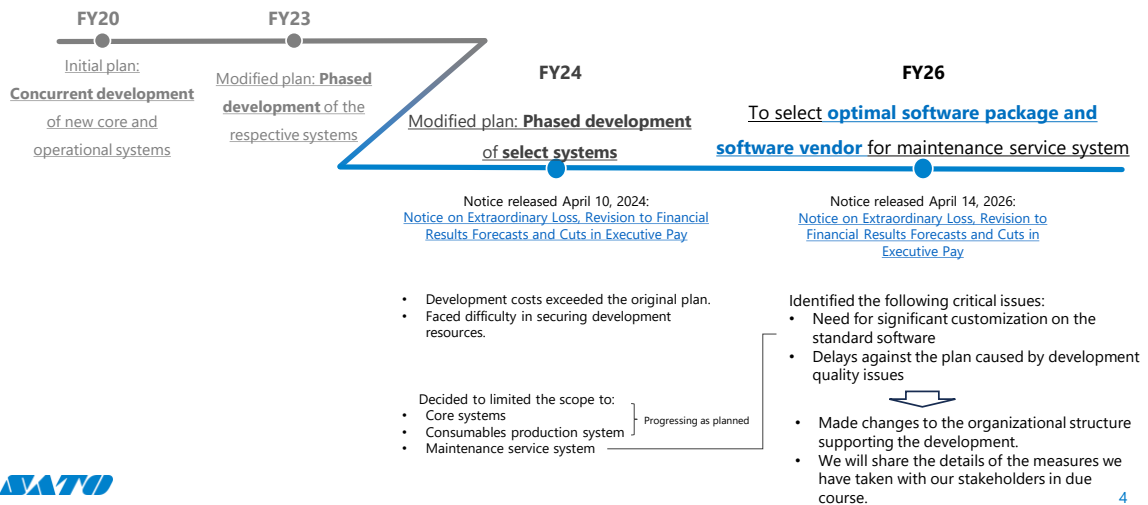 FY20
Initial plan:
Concurrent development
of new core and
operational systems
FY23
Modified plan: Phased
development of the
respective systems
FY24
Modified plan: Phased development
of select systems
Notice released April 10, 2024:
Notice on Extraordinary Loss, Revision to Financial
Results Forecasts and Cuts in Executive Pay
• Development costs exceeded the original plan.
• Faced difficulty in securing development
resources.
Decided to limited the scope to:
• Core systems
• Consumables production system
• Maintenance service system
Progressing as planned
FY26
To select optimal software package and
software vendor for maintenance service system
Notice released April 14, 2026:
Notice on Extraordinary Loss, Revision to
Financial Results Forecasts and Cuts in
Executive Pay
Identified the following critical issues:
• Need for significant customization on the
standard software
• Delays against the plan caused by development
quality issues
• Made changes to the organizational structure
supporting the development.
• We will share the details of the measures we
have taken with our stakeholders in due
course.
SATO
4